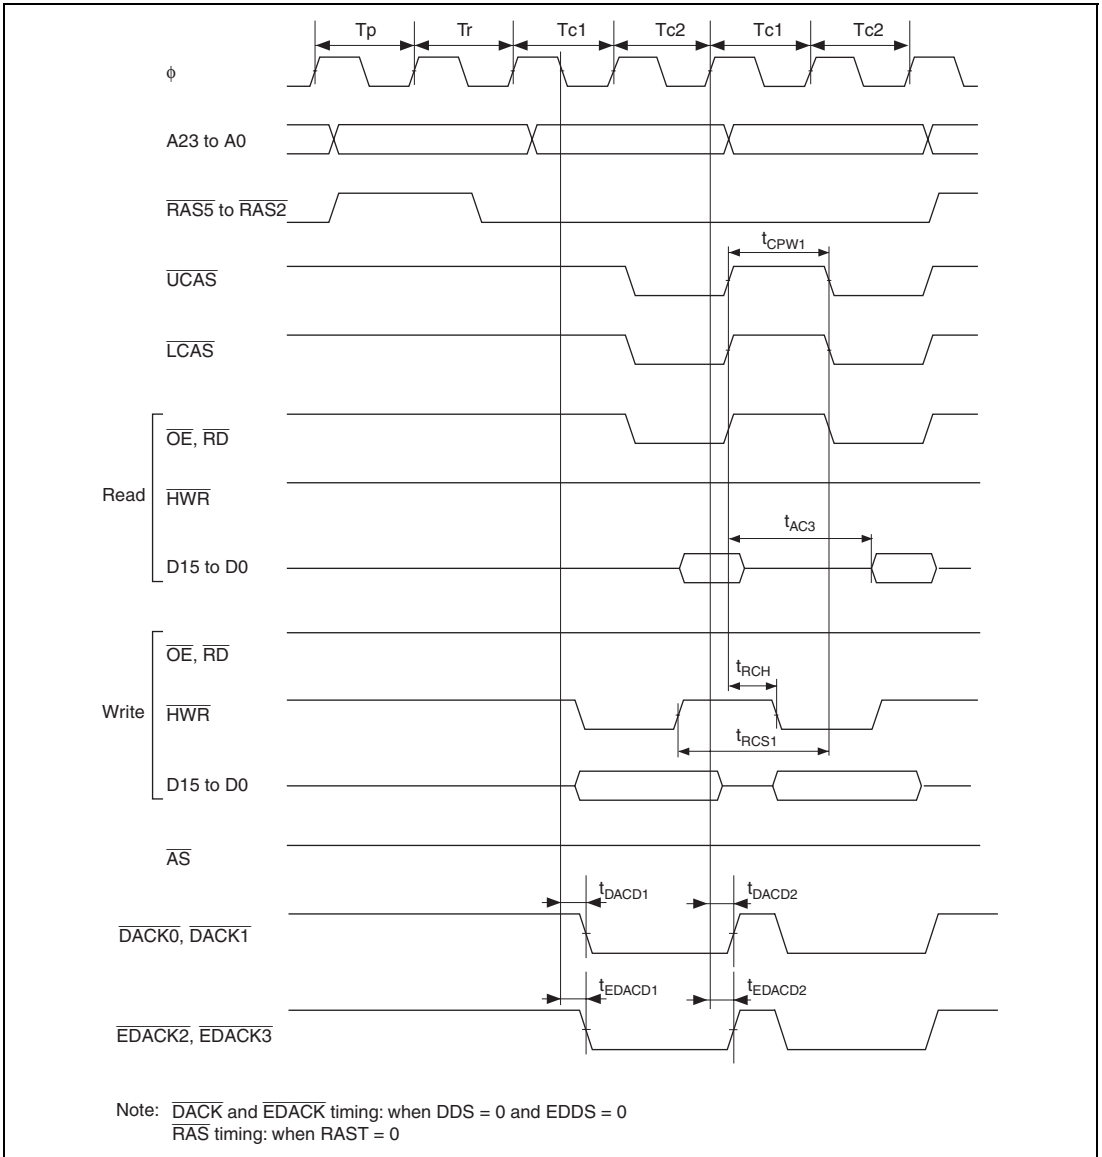 Tp Tr Tc1 Tc2 Tc1 Tc2
φ
A23 to A0
RAS5 to RAS2
tCPW1
UCAS
LCAS
OE, RD
Read
HWR
tAC3
D15 to D0
OE, RD
tRCH
Write
HWR
tRCS1
D15 to D0
AS
tDACD1 tDACD2
DACK0, DACK1
tEDACD1 tEDACD2
EDACK2, EDACK3
Note: DACK and EDACK timing: when DDS = 0 and EDDS = 0
RAS timing: when RAST = 0